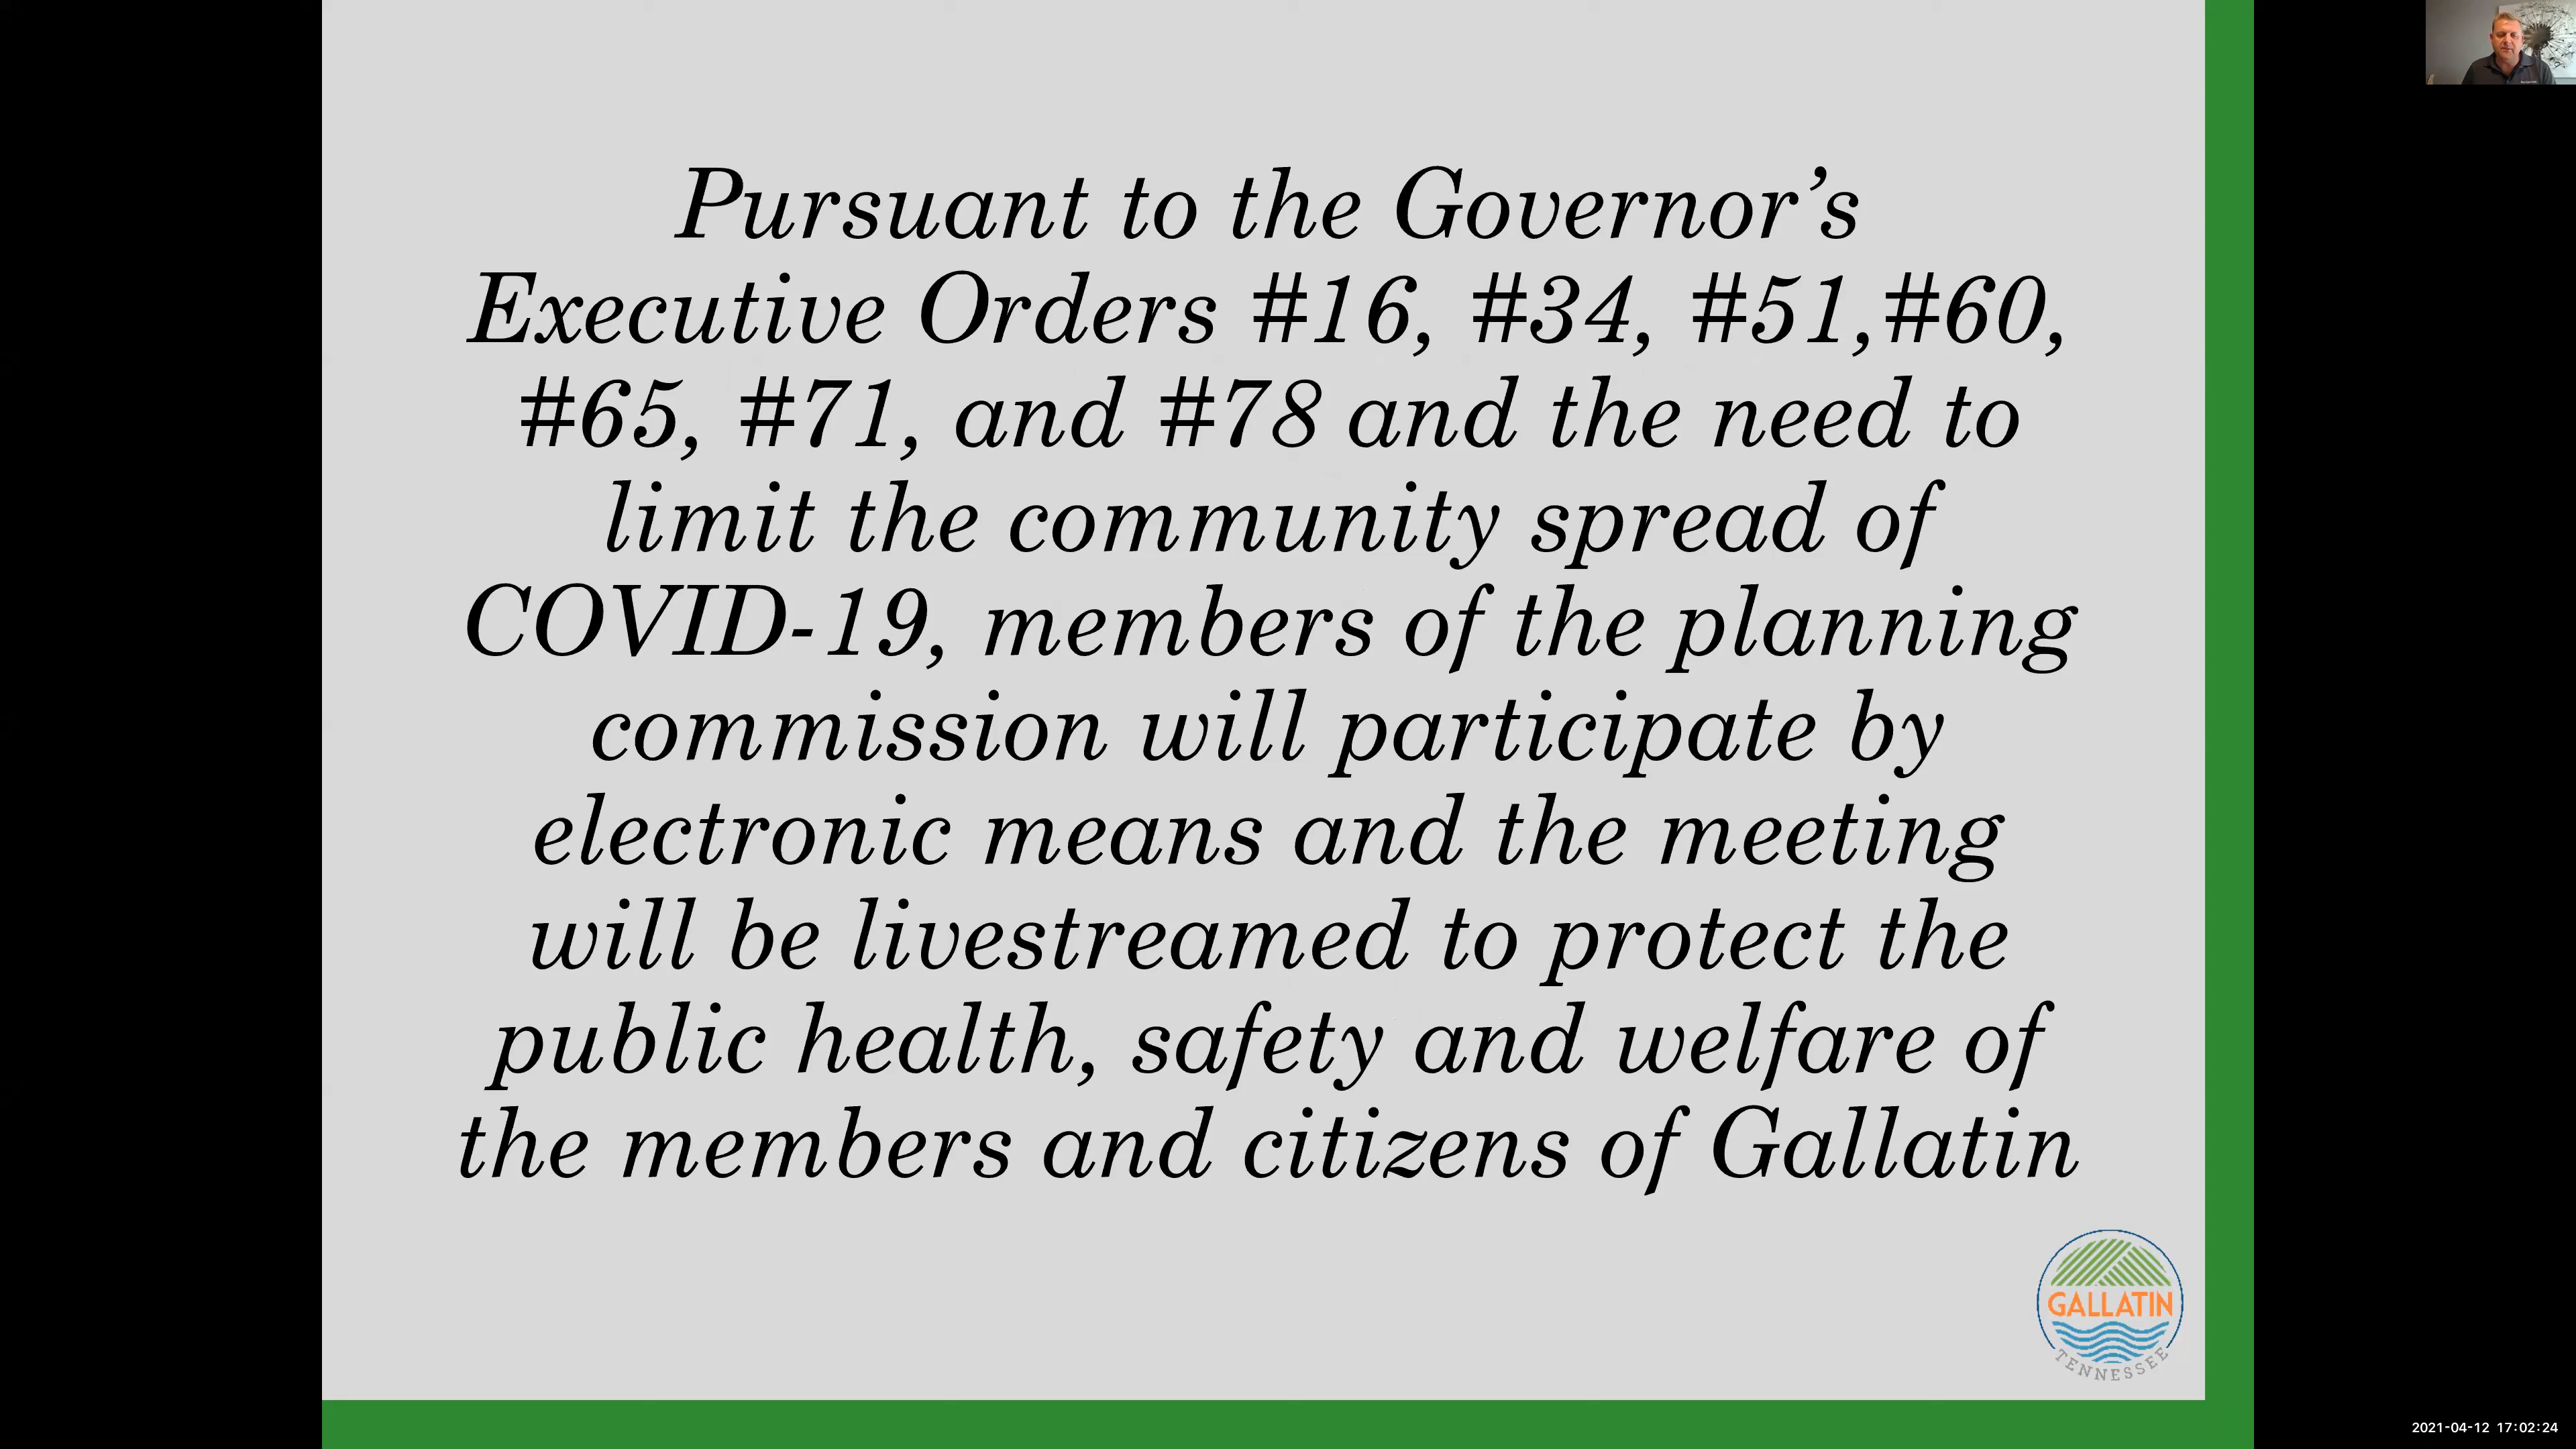 Pursuant to the Governor’s
Executive Orders #16, #34, #51,#60,
#65, #71, and #78 and the need to
limit the community spread of
COVID-19, members of the planning
commission will participate by
electronic means and the meeting
will be livestreamed to protect the
public health, safety and welfare of
the members and citizens of Gallatin
GALLATIN
TENNESSEE
2021-04-12 17:02:24